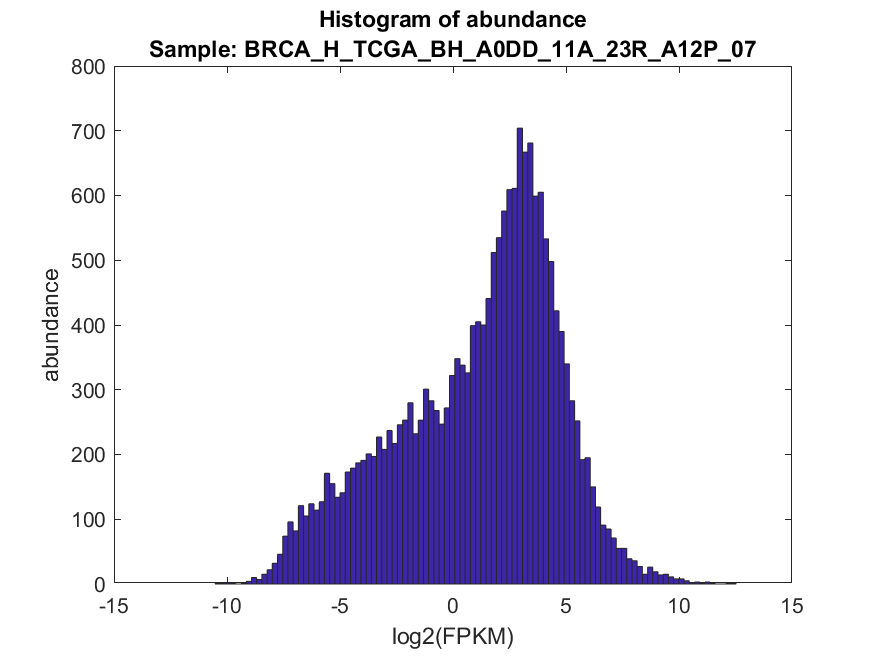 Histogram of abundance
Sample: BRCA_H_TCGA_BH_A0DD_11A_23R_A12P_07
800
700
600
500
400
300
200
100
0
abundance
-15 -10 -5 0 5 10 15
log2(FPKM)